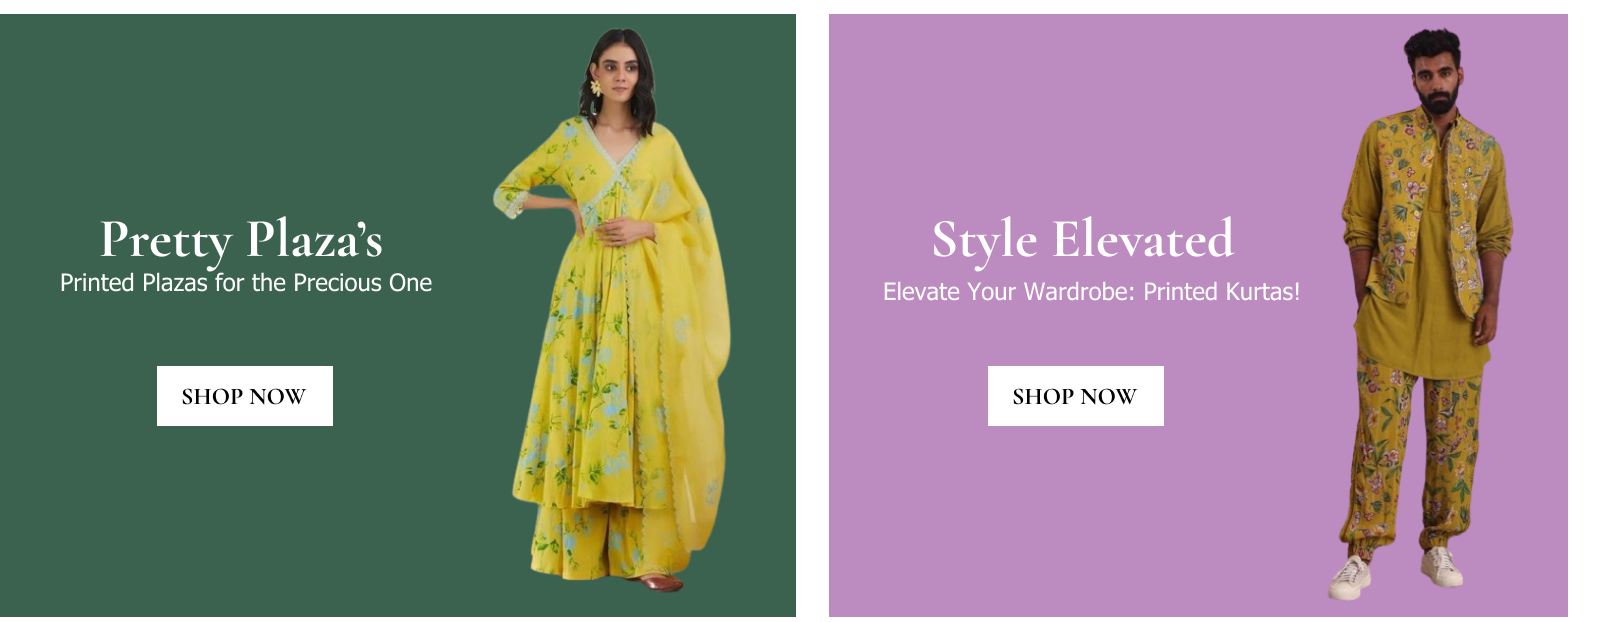 Pretty Plaza’s
Printed Plazas for the Precious One
SHOP NOW
Style Elevated
Elevate Your Wardrobe: Printed Kurtas!
SHOP NOW